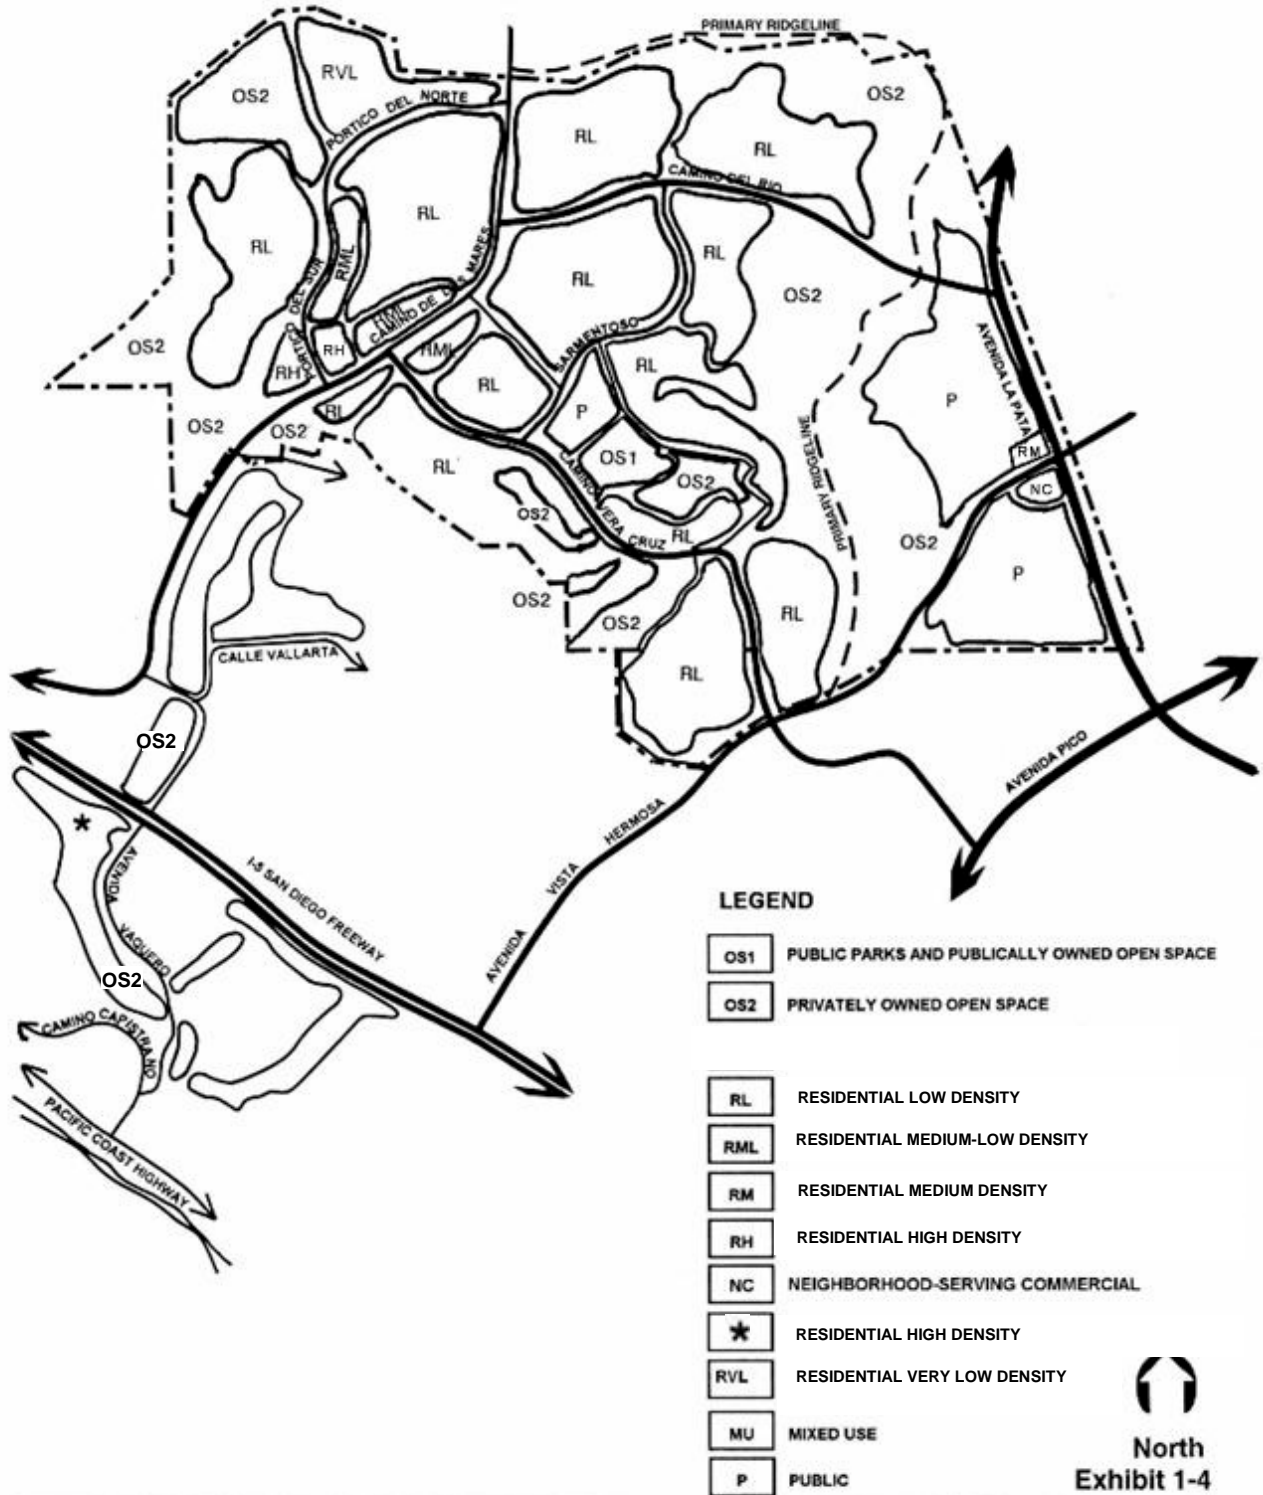 PRIMARY RIDGELINE
RVL
OS2
OS2
PORTICO DEL NORTE
RL
RL
CAMINO DEL RIO
RL
RL
RML
RL
RL
CAMINO DE LOS MARES
PORTICO DEL SUR
OS2
OS2
RML
RH
RH
RML
SARMENTOSO
RL
RL
AVENIDA LA PATA
P
P
RL
OS2
OS2
PRIMARY RIDGELINE
RM
NC
RL
OS1
OS2
OS2
CAMINO VERA CRUZ
RL
OS2
P
OS2
OS2
RL
RL
CALLE VALLARTA
OS2
AVENIDA PICO
AVENIDA VISTA HERMOSA
*
I-5 SAN DIEGO FREEWAY
AVENIDA VAQUERO
OS2
CAMINO CAPISTRANO
PACIFIC COAST HIGHWAY
LEGEND
OS1 PUBLIC PARKS AND PUBLICALLY OWNED OPEN SPACE
OS2 PRIVATELY OWNED OPEN SPACE
RL RESIDENTIAL LOW DENSITY
RML RESIDENTIAL MEDIUM-LOW DENSITY
RM RESIDENTIAL MEDIUM DENSITY
RH RESIDENTIAL HIGH DENSITY
NC NEIGHBORHOOD-SERVING COMMERCIAL
* RESIDENTIAL HIGH DENSITY
RVL RESIDENTIAL VERY LOW DENSITY
MU MIXED USE
P PUBLIC
North
Exhibit 1-4